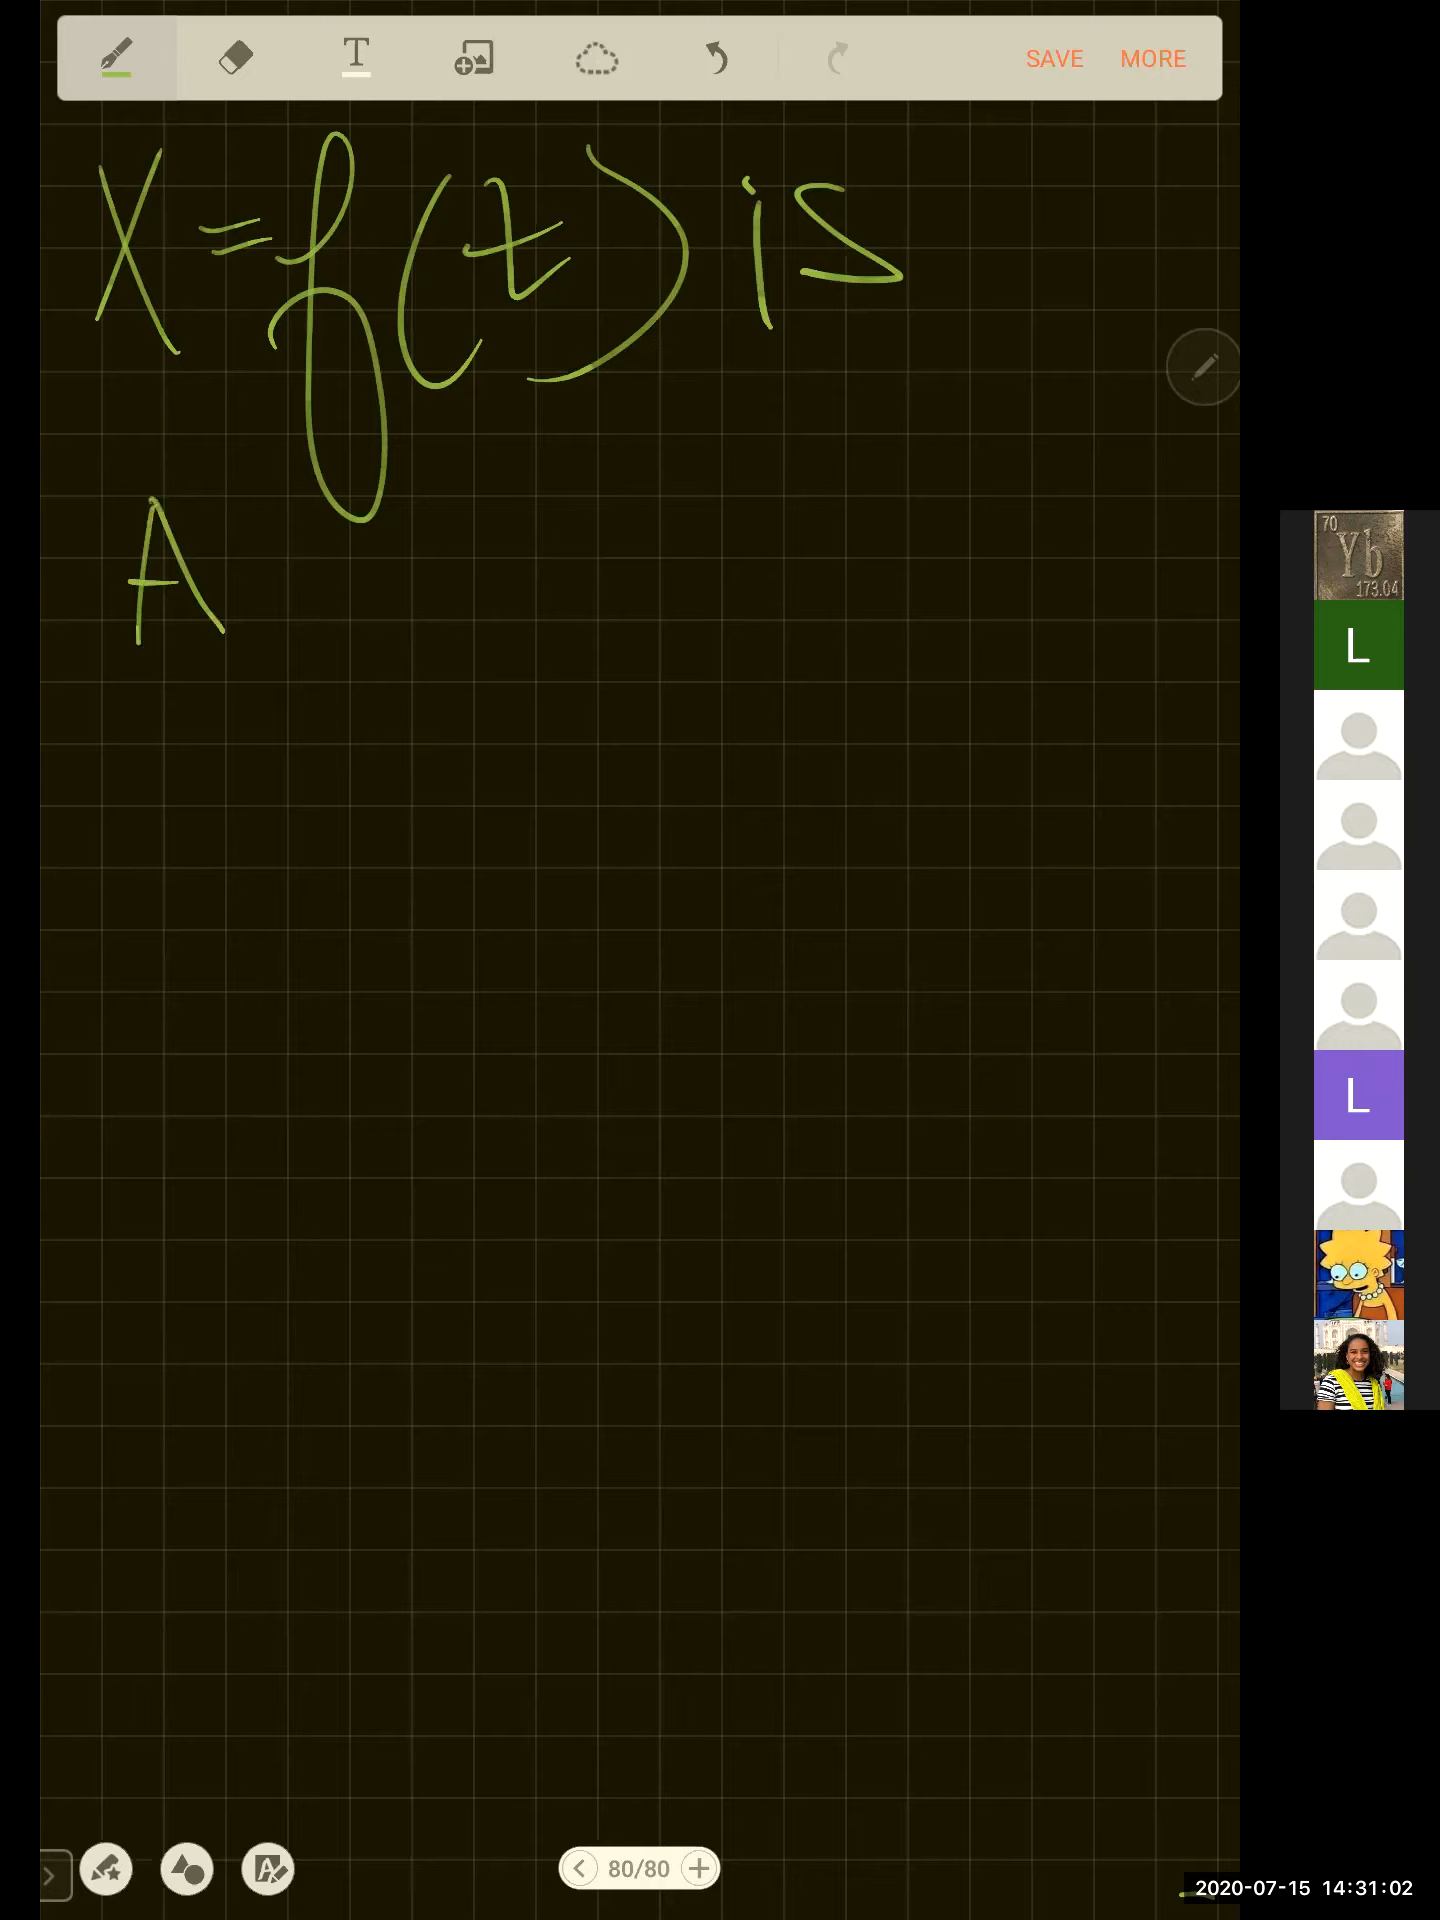 T
SAVE MORE
X = f(t) is
A
70
Yb
173.04
L
L
A
80/80
2020-07-15 14:31:02